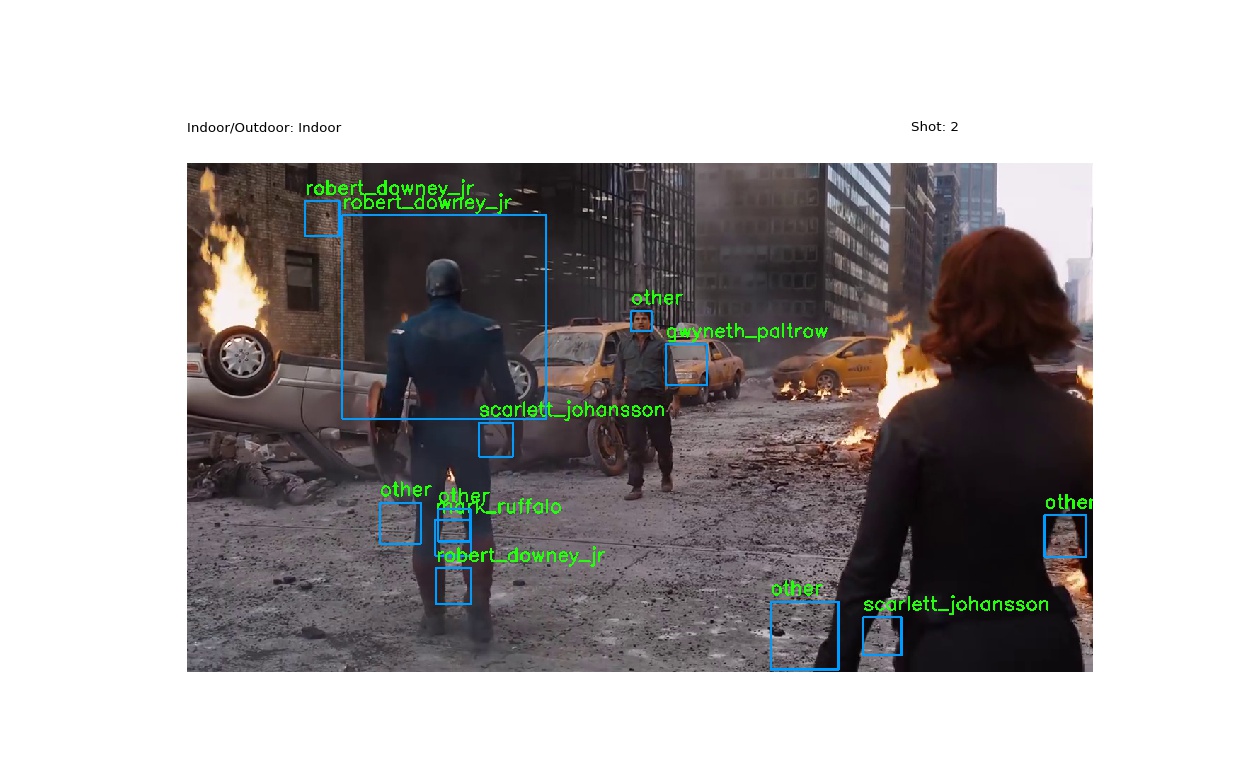 Indoor/Outdoor: Indoor
Shot: 2
robert_downey_jr
robert_downey_jr
other
gwyneth_paltrow
scarlett_johansson
other
other
mark_ruffalo
other
robert_downey_jr
other
scarlett_johansson